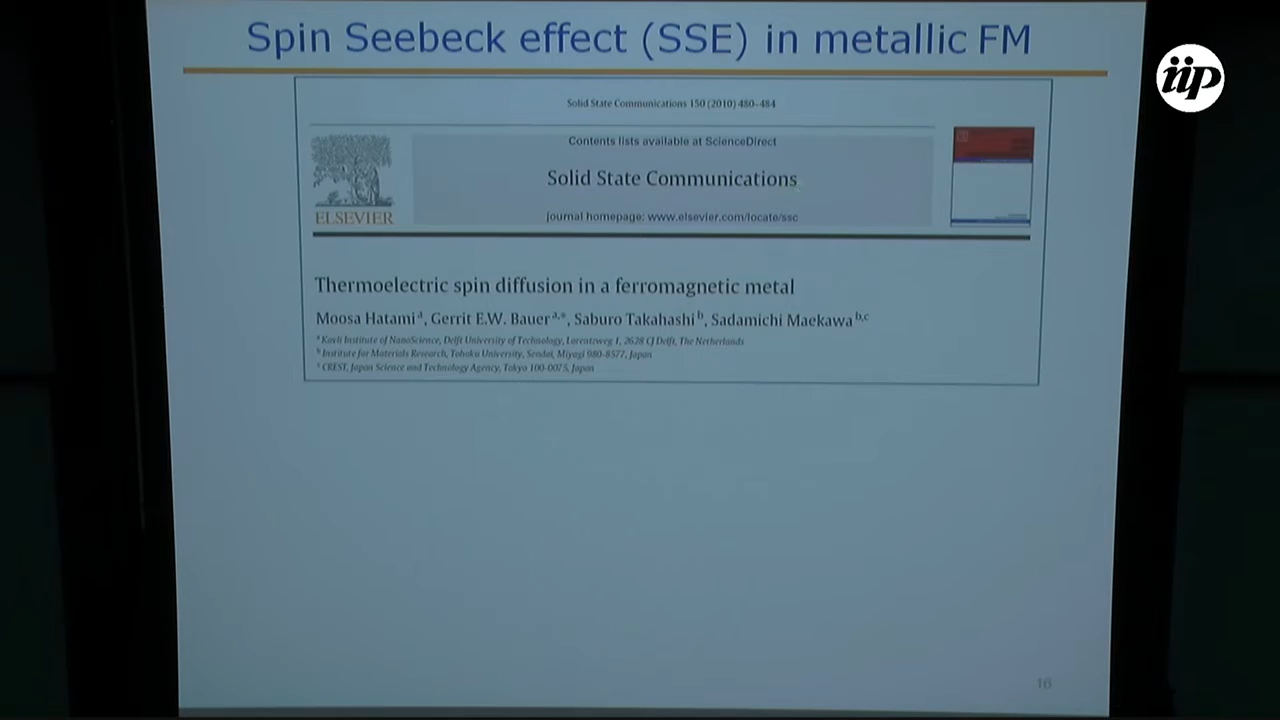 Spin Seebeck effect (SSE) in metallic FM
iip
Solid State Communications 150 (2010) 480–484
Contents lists available at ScienceDirect
Solid State Communications
journal homepage: www.elsevier.com/locate/ssc
ELSEVIER
Thermoelectric spin diffusion in a ferromagnetic metal
Moosa Hatami a, Gerrit E.W. Bauer a,*, Saburo Takahashi b, Sadamichi Maekawa b,c
a Kavli Institute of NanoScience, Delft University of Technology, Lorentzweg 1, 2628 CJ Delft, The Netherlands
b Institute for Materials Research, Tohoku University, Sendai, Miyagi 980-8577, Japan
c CREST, Japan Science and Technology Agency, Tokyo 100-0075, Japan
16